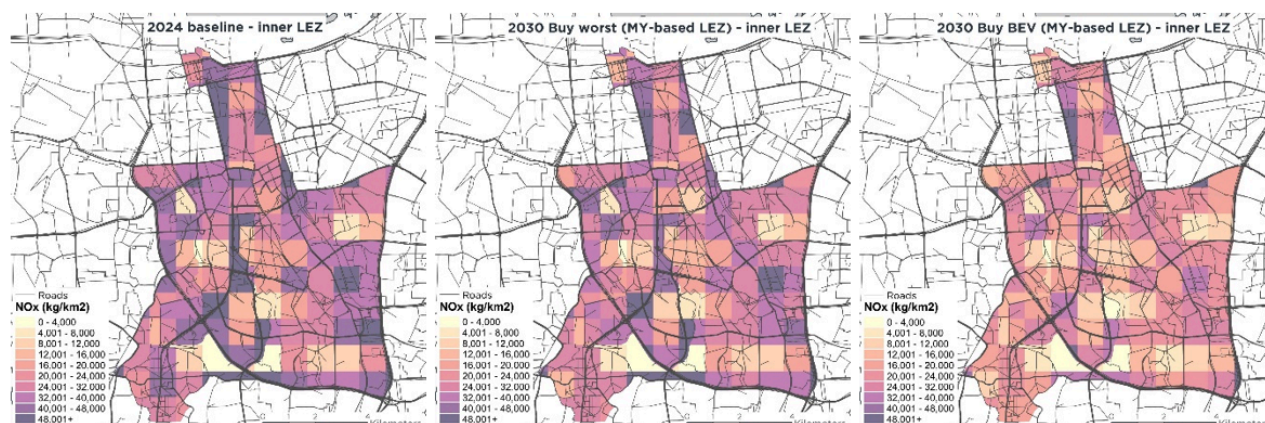 2024 baseline - inner LEZ
Roads
NOx (kg/km2)
0 - 4,000
4,001 - 8,000
8,001 - 12,000
12,001 - 16,000
16,001 - 20,000
20,001 - 24,000
24,001 - 32,000
32,001 - 40,000
40,001 - 48,000
48,001+
2030 Buy worst (MY-based LEZ) - inner LEZ
Roads
NOx (kg/km2)
0 - 4,000
4,001 - 8,000
8,001 - 12,000
12,001 - 16,000
16,001 - 20,000
20,001 - 24,000
24,001 - 32,000
32,001 - 40,000
40,001 - 48,000
48,001+
2030 Buy BEV (MY-based LEZ) - inner LEZ
Roads
NOx (kg/km2)
0 - 4,000
4,001 - 8,000
8,001 - 12,000
12,001 - 16,000
16,001 - 20,000
20,001 - 24,000
24,001 - 32,000
32,001 - 40,000
40,001 - 48,000
48,001+